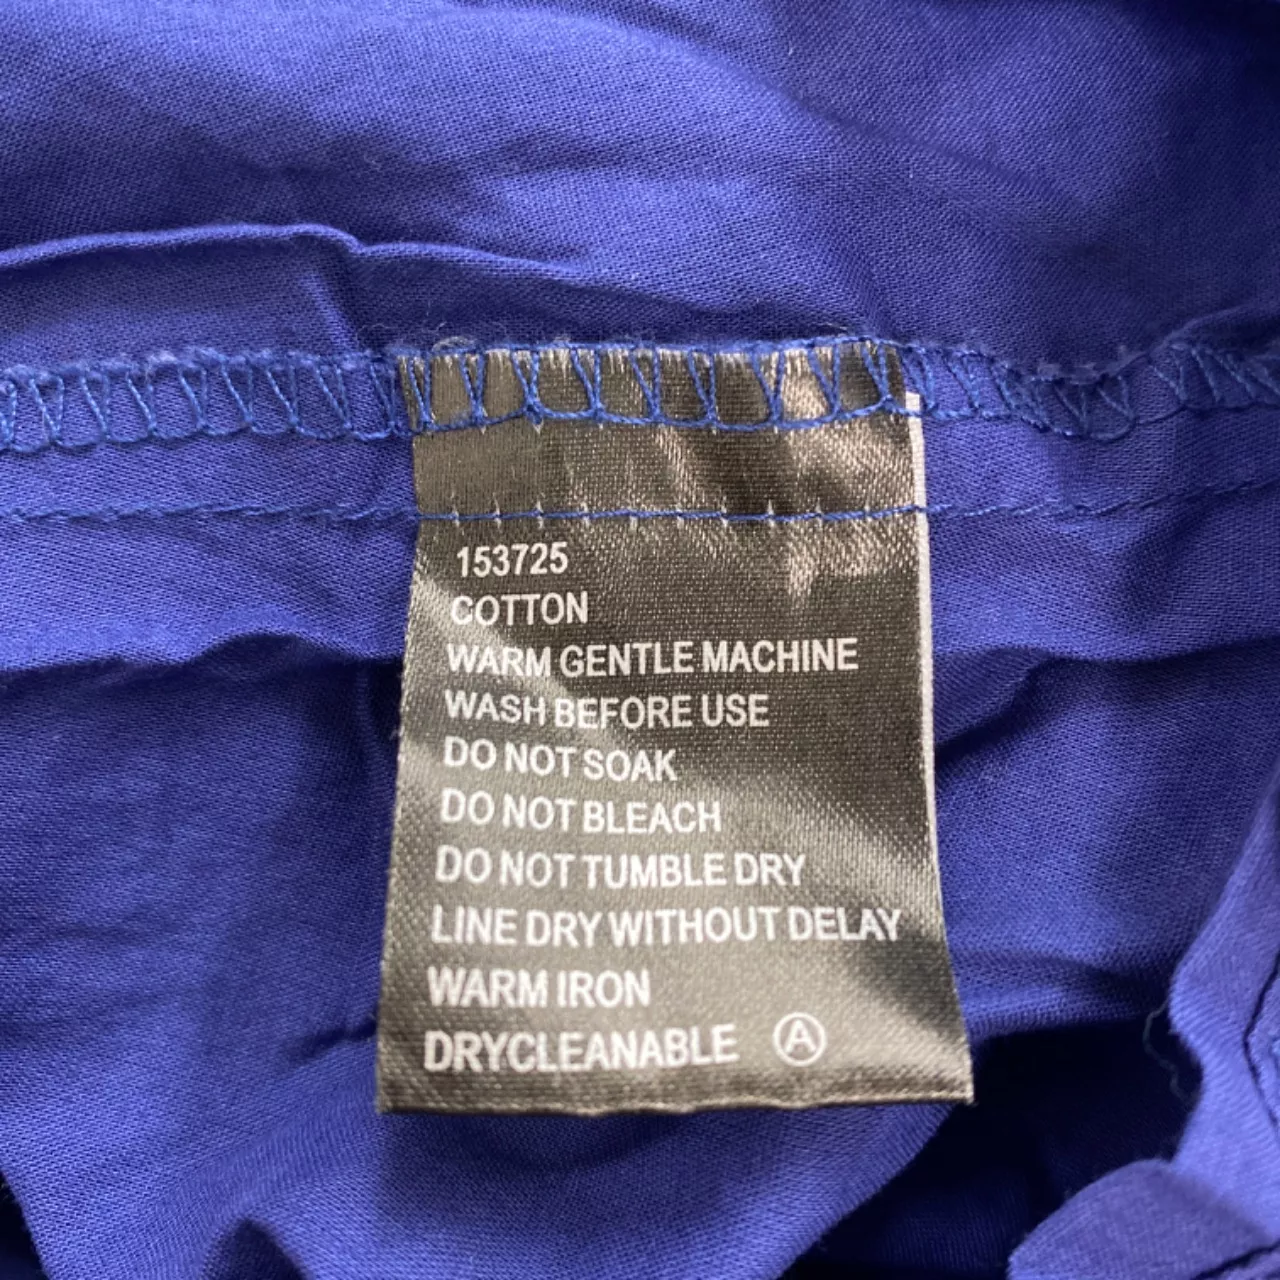 153725
COTTON
WARM GENTLE MACHINE
WASH BEFORE USE
DO NOT SOAK
DO NOT BLEACH
DO NOT TUMBLE DRY
LINE DRY WITHOUT DELAY
WARM IRON
DRYCLEANABLE Ⓐ